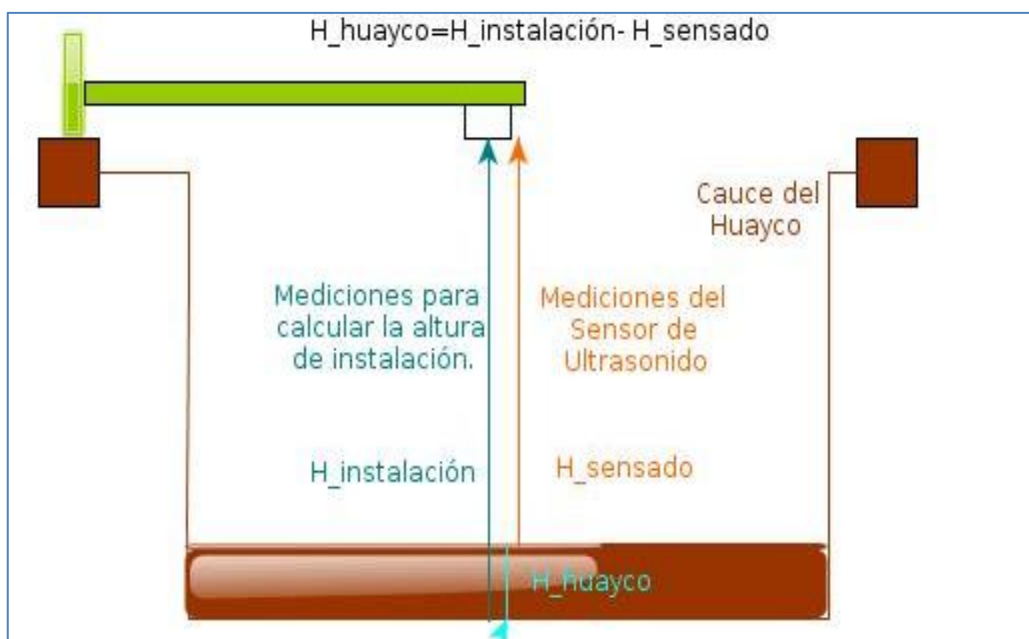 H_huayco=H_instalación- H_sensado
Cauce del
Huayco
Mediciones para
calcular la altura
de instalación.
Mediciones del
Sensor de
Ultrasonido
H_instalación
H_sensado
H_huayco